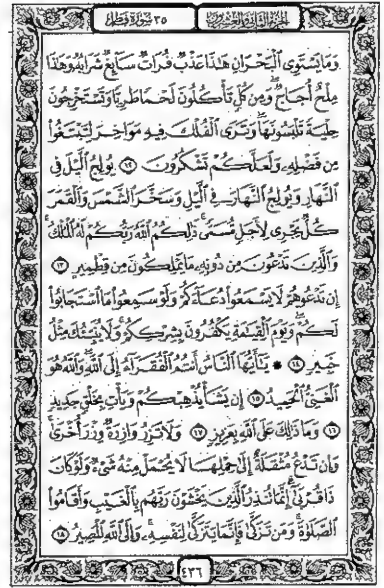 الجزء الثاني والعشرون ٣٥ سورة فاطر
وَمَا يَسْتَوِي الْبَحْرَانِ هَٰذَا عَذْبٌ فُرَاتٌ سَائِغٌ شَرَابُهُ وَهَٰذَا
مِلْحٌ أُجَاجٌ وَمِن كُلٍّ تَأْكُلُونَ لَحْمًا طَرِيًّا وَتَسْتَخْرِجُونَ
حِلْيَةً تَلْبَسُونَهَا وَتَرَى الْفُلْكَ فِيهِ مَوَاخِرَ لِتَبْتَغُوا
مِن فَضْلِهِ وَلَعَلَّكُمْ تَشْكُرُونَ ١٢ يُولِجُ اللَّيْلَ فِي
النَّهَارِ وَيُولِجُ النَّهَارَ فِي اللَّيْلِ وَسَخَّرَ الشَّمْسَ وَالْقَمَرَ
كُلٌّ يَجْرِي لِأَجَلٍ مُّسَمًّى ذَٰلِكُمُ اللَّهُ رَبُّكُمْ لَهُ الْمُلْكُ
وَالَّذِينَ تَدْعُونَ مِن دُونِهِ مَا يَمْلِكُونَ مِن قِطْمِيرٍ ١٣
إِن تَدْعُوهُمْ لَا يَسْمَعُوا دُعَاءَكُمْ وَلَوْ سَمِعُوا مَا اسْتَجَابُوا
لَكُمْ وَيَوْمَ الْقِيَامَةِ يَكْفُرُونَ بِشِرْكِكُمْ وَلَا يُنَبِّئُكَ مِثْلُ
خَبِيرٍ ١٤ ۞ يَا أَيُّهَا النَّاسُ أَنتُمُ الْفُقَرَاءُ إِلَى اللَّهِ وَاللَّهُ هُوَ
الْغَنِيُّ الْحَمِيدُ ١٥ إِن يَشَأْ يُذْهِبْكُمْ وَيَأْتِ بِخَلْقٍ جَدِيدٍ
١٦ وَمَا ذَٰلِكَ عَلَى اللَّهِ بِعَزِيزٍ ١٧ وَلَا تَزِرُ وَازِرَةٌ وِزْرَ أُخْرَىٰ
وَإِن تَدْعُ مُثْقَلَةٌ إِلَىٰ حِمْلِهَا لَا يُحْمَلْ مِنْهُ شَيْءٌ وَلَوْ كَانَ
ذَا قُرْبَىٰ إِنَّمَا تُنذِرُ الَّذِينَ يَخْشَوْنَ رَبَّهُم بِالْغَيْبِ وَأَقَامُوا
الصَّلَاةَ وَمَن تَزَكَّىٰ فَإِنَّمَا يَتَزَكَّىٰ لِنَفْسِهِ وَإِلَى اللَّهِ الْمَصِيرُ ١٨
٤٣٦